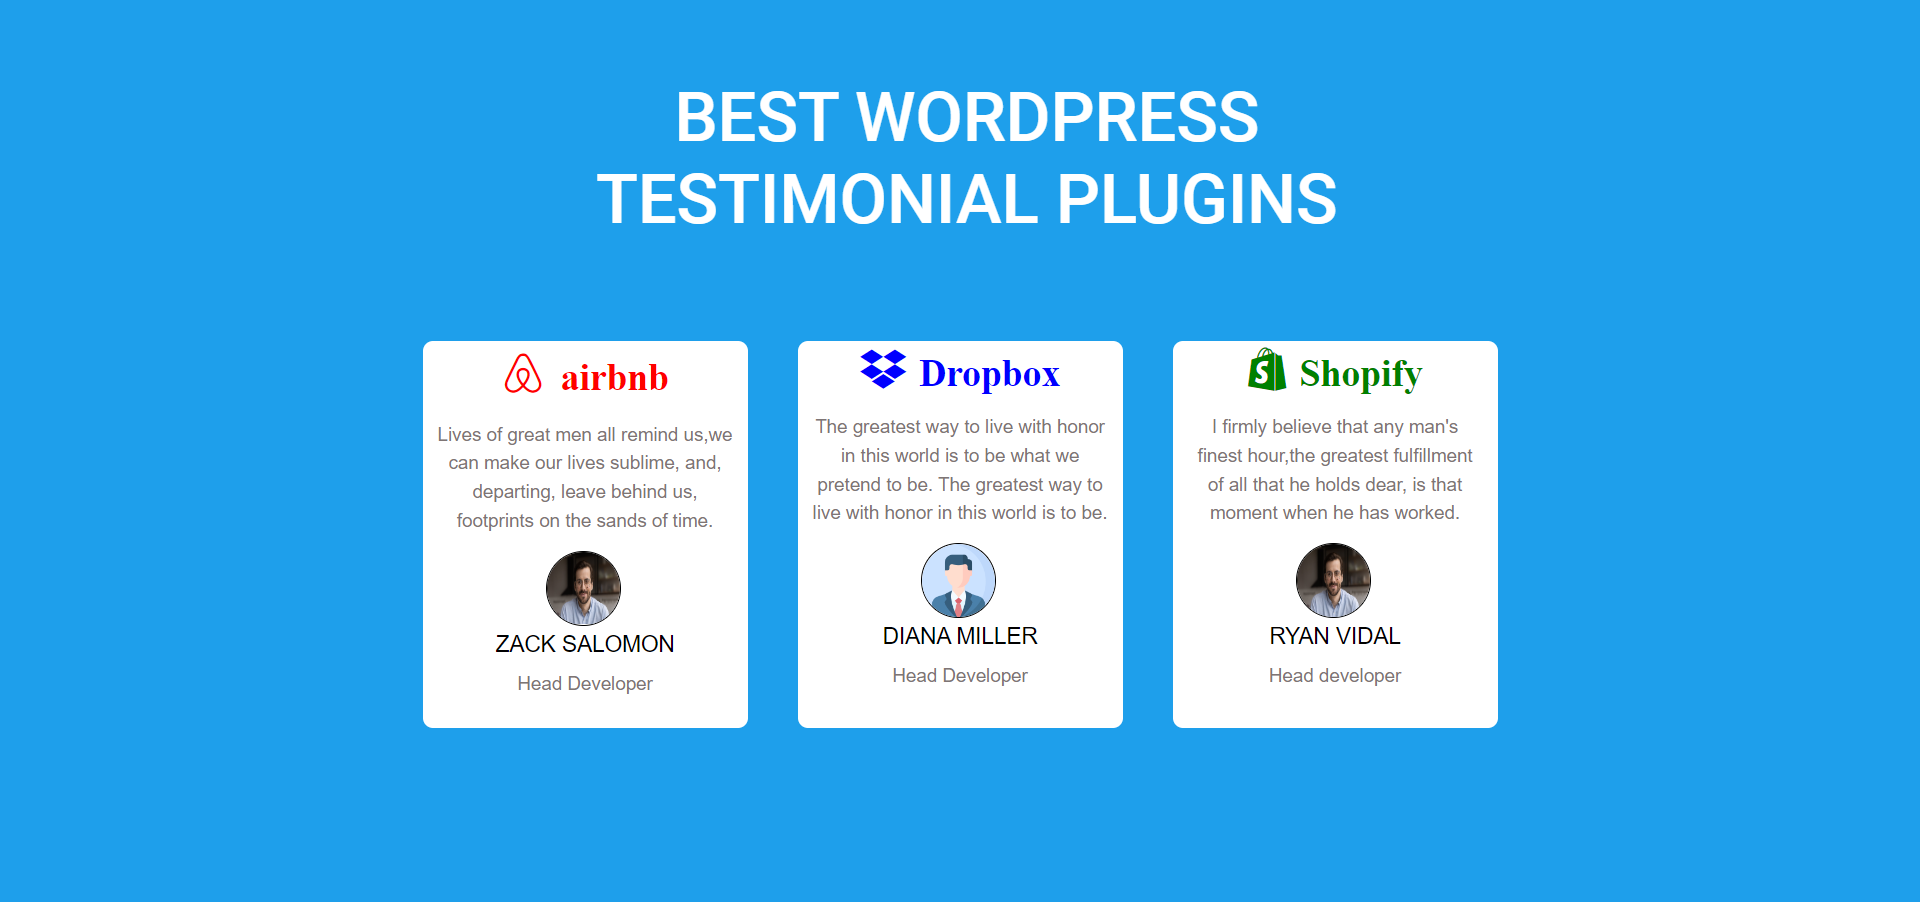 BEST WORDPRESS
TESTIMONIAL PLUGINS
airbnb
Lives of great men all remind us,we
can make our lives sublime, and,
departing, leave behind us,
footprints on the sands of time.
ZACK SALOMON
Head Developer
Dropbox
The greatest way to live with honor
in this world is to be what we
pretend to be. The greatest way to
live with honor in this world is to be.
DIANA MILLER
Head Developer
Shopify
I firmly believe that any man's
finest hour,the greatest fulfillment
of all that he holds dear, is that
moment when he has worked.
RYAN VIDAL
Head developer